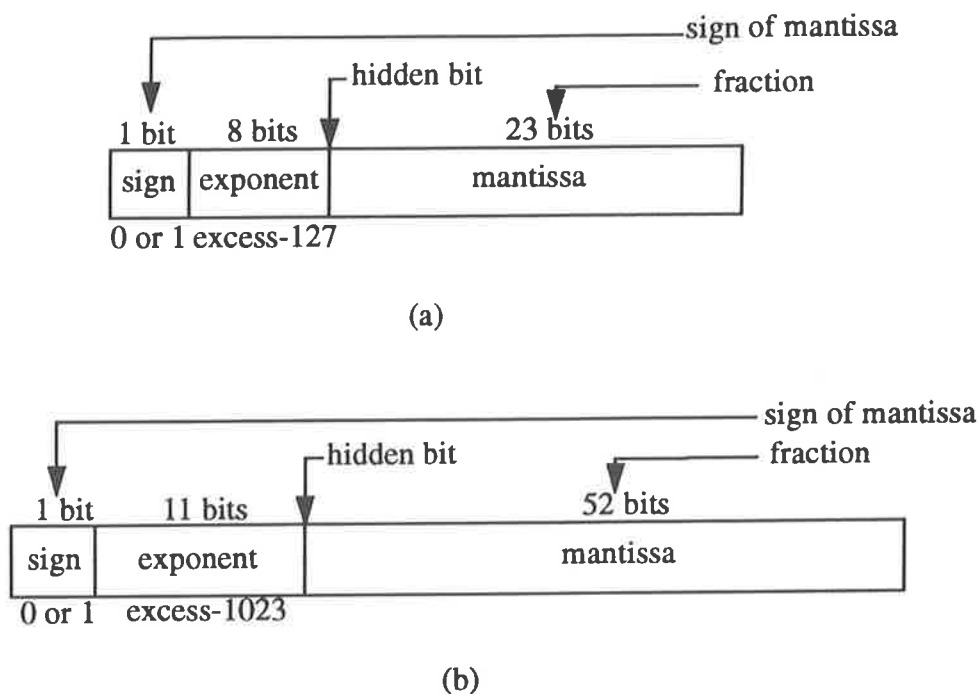 sign of mantissa
hidden bit
fraction
1 bit 8 bits 23 bits
sign exponent mantissa
0 or 1 excess-127
(a)
sign of mantissa
hidden bit
fraction
1 bit 11 bits 52 bits
sign exponent mantissa
0 or 1 excess-1023
(b)